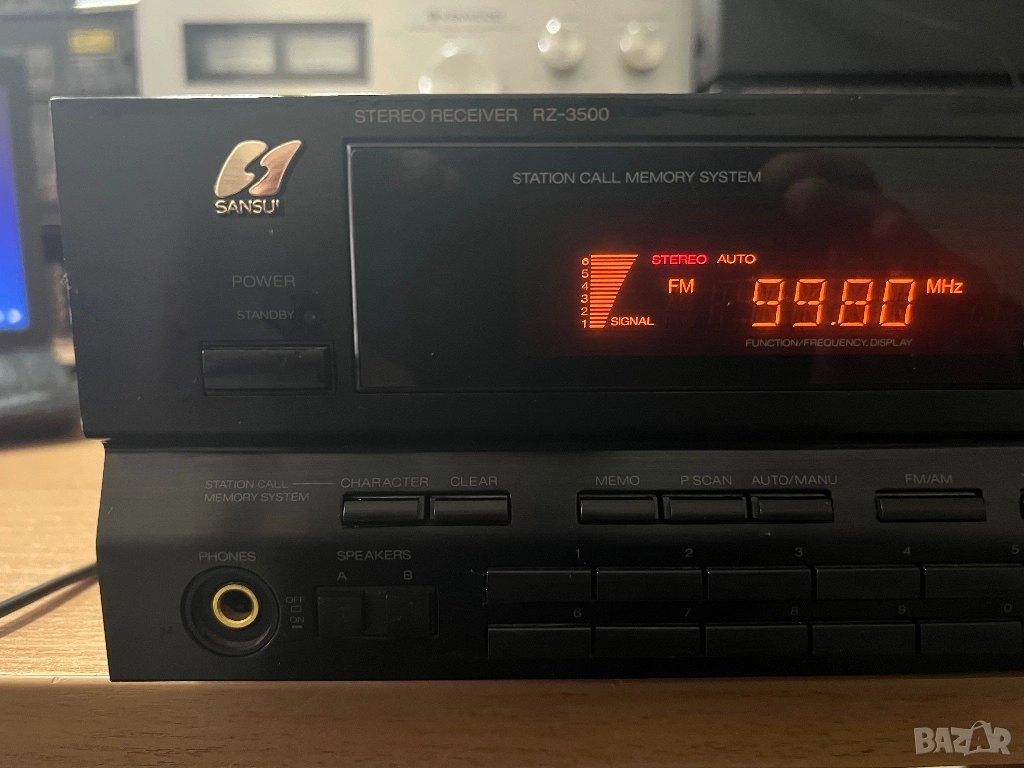 STEREO RECEIVER RZ-3500
SANSUI
STATION CALL MEMORY SYSTEM
POWER
STANDBY
6
5
4
3
2
1
SIGNAL
STEREO AUTO
FM 99.80 MHz
FUNCTION/FREQUENCY DISPLAY
STATION CALL
MEMORY SYSTEM
CHARACTER CLEAR MEMO P.SCAN AUTO/MANU FM/AM
PHONES
OFF
ON
SPEAKERS
A B
1 2 3 4 5
6 7 8 9 0
BAZAR